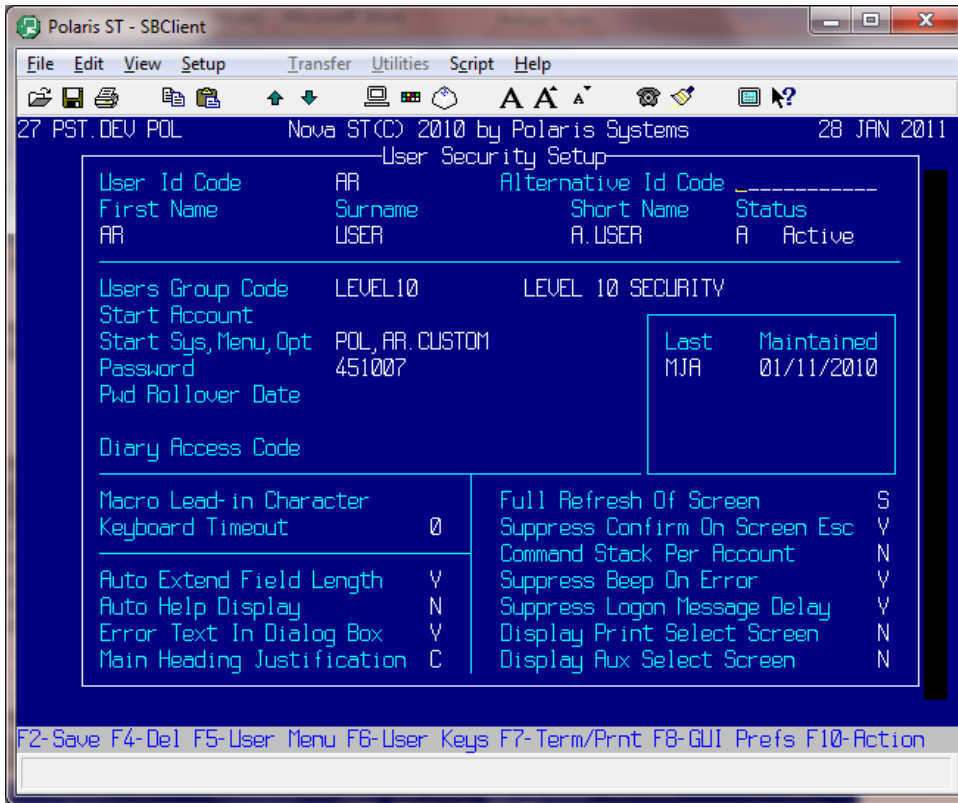 Polaris ST - SBClient
File Edit View Setup Transfer Utilities Script Help
27 PST.DEV POL Nova ST(C) 2010 by Polaris Systems 28 JAN 2011
User Security Setup
User Id Code AR Alternative Id Code
First Name Surname Short Name Status
AR USER A.USER A Active
Users Group Code LEVEL10 LEVEL 10 SECURITY
Start Account
Start Sys,Menu,Opt POL,AR.CUSTOM Last Maintained
Password 451007 MJA 01/11/2010
Pwd Rollover Date
Diary Access Code
Macro Lead-in Character Full Refresh Of Screen S
Keyboard Timeout 0 Suppress Confirm On Screen Esc Y
Command Stack Per Account N
Auto Extend Field Length Y Suppress Beep On Error Y
Auto Help Display N Suppress Logon Message Delay Y
Error Text In Dialog Box Y Display Print Select Screen N
Main Heading Justification C Display Aux Select Screen N
F2-Save F4-Del F5-User Menu F6-User Keys F7-Term/Prnt F8-GUI Prefs F10-Action